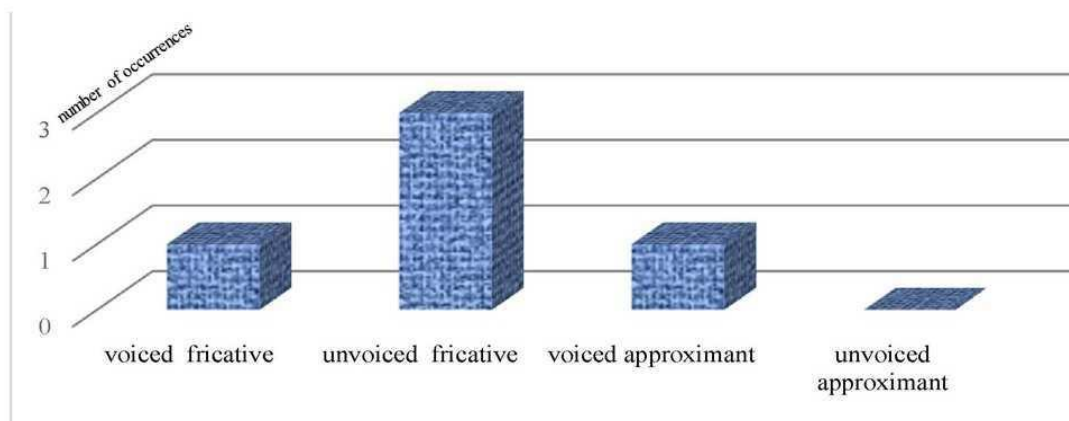 number of occurrences
3
2
1
0
voiced fricative
unvoiced fricative
voiced approximant
unvoiced
approximant